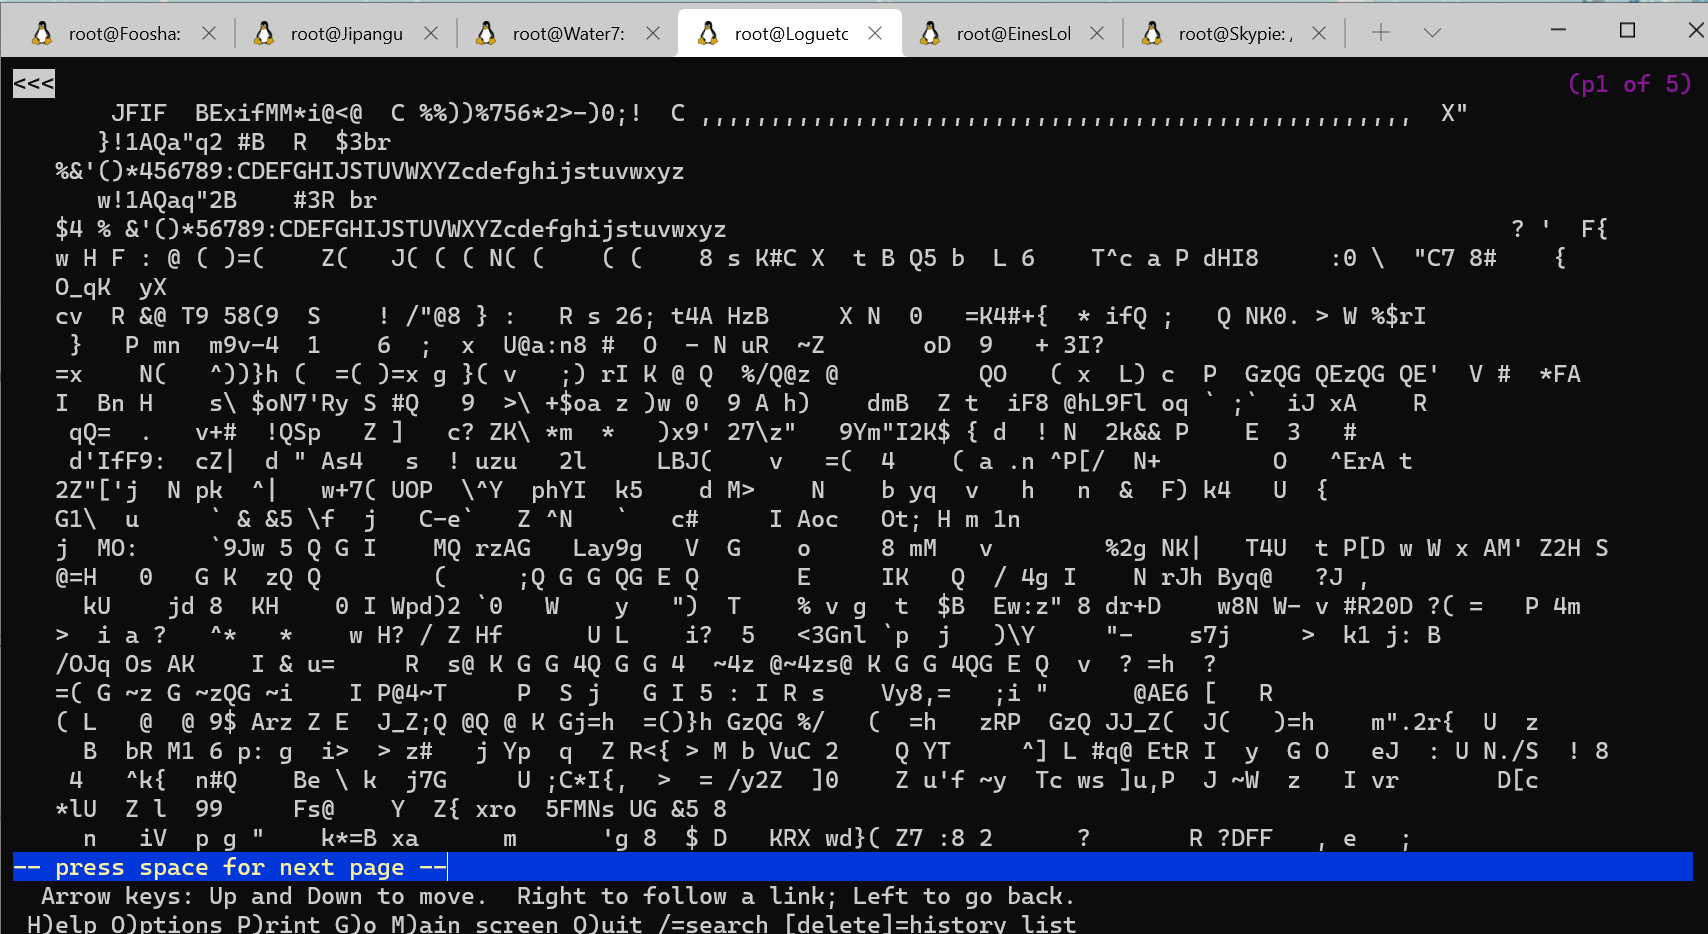 root@Foosha: root@Jipangu root@Water7: root@Loguetc root@EinesLol root@Skypie: /
<<< (p1 of 5)
JFIF BExifMM*i@<@ C %%))%756*2>-)0;! C ,,,,,,,,,,,,,,,,,,,,,,,,,,,,,,,,,,,,,,,,,,,,,,,,,,, X"
}!1AQa"q2 #B R $3br
%&'()*456789:CDEFGHIJSTUVWXYZcdefghijstuvwxyz
w!1AQaq"2B #3R br
$4 % &'()*56789:CDEFGHIJSTUVWXYZcdefghijstuvwxyz ? ' F{
w H F : @ ( )=( Z( J( ( ( N( ( ( ( 8 s K#C X t B Q5 b L 6 T^c a P dHI8 :0 \ "C7 8# {
O_qK yX
cv R &@ T9 58(9 S ! /"@8 } : R s 26; t4A HzB X N 0 =K4#+{ * ifQ ; Q NK0. > W %$rI
} P mn m9v-4 1 6 ; x U@a:n8 # O - N uR ~Z oD 9 + 3I?
=x N( ^))}h ( =( )=x g }( v ;) rI K @ Q %/Q@z @ QO ( x L) c P GzQG QEzQG QE' V # *FA
I Bn H s\ $oN7'Ry S #Q 9 >\ +$oa z )w 0 9 A h) dmB Z t iF8 @hL9Fl oq ` ;` iJ xA R
qQ= . v+# !QSp Z ] c? ZK\ *m * )x9' 27\z" 9Ym"I2K$ { d ! N 2k&& P E 3 #
d'IfF9: cZ| d " As4 s ! uzu 2l LBJ( v =( 4 ( a .n ^P[/ N+ O ^ErA t
2Z"['j N pk ^| w+7( UOP \^Y phYI k5 d M> N b yq v h n & F) k4 U {
G1\ u ` & &5 \f j C-e` Z ^N ` c# I Aoc Ot; H m 1n
j MO: `9Jw 5 Q G I MQ rzAG Lay9g V G o 8 mM v %2g NK| T4U t P[D w W x AM' Z2H S
@=H 0 G K zQ Q ( ;Q G G QG E Q E IK Q / 4g I N rJh Byq@ ?J ,
kU jd 8 KH 0 I Wpd)2 `0 W y ") T % v g t $B Ew:z" 8 dr+D w8N W- v #R20D ?( = P 4m
> i a ? ^* * w H? / Z Hf U L i? 5 <3Gnl `p j )\Y "- s7j > k1 j: B
/OJq Os AK I & u= R s@ K G G 4Q G G 4 ~4z @~4zs@ K G G 4QG E Q v ? =h ?
=( G ~z G ~zQG ~i I P@4~T P S j G I 5 : I R s Vy8,= ;i " @AE6 [ R
( L @ @ 9$ Arz Z E J_Z;Q @Q @ K Gj=h =()}h GzQG %/ ( =h zRP GzQ JJ_Z( J( )=h m".2r{ U z
B bR M1 6 p: g i> > z# j Yp q Z R<{ > M b VuC 2 Q YT ^] L #q@ EtR I y G O eJ : U N./S ! 8
4 ^k{ n#Q Be \ k j7G U ;C*I{, > = /y2Z ]0 Z u'f ~y Tc ws ]u,P J ~W z I vr D[c
*lU Z l 99 Fs@ Y Z{ xro 5FMNs UG &5 8
n iV p g " k*=B xa m 'g 8 $ D KRX wd}( Z7 :8 2 ? R ?DFF , e ;
-- press space for next page --
Arrow keys: Up and Down to move. Right to follow a link; Left to go back.
H)elp O)ptions P)rint G)o M)ain screen Q)uit /=search [delete]=history list